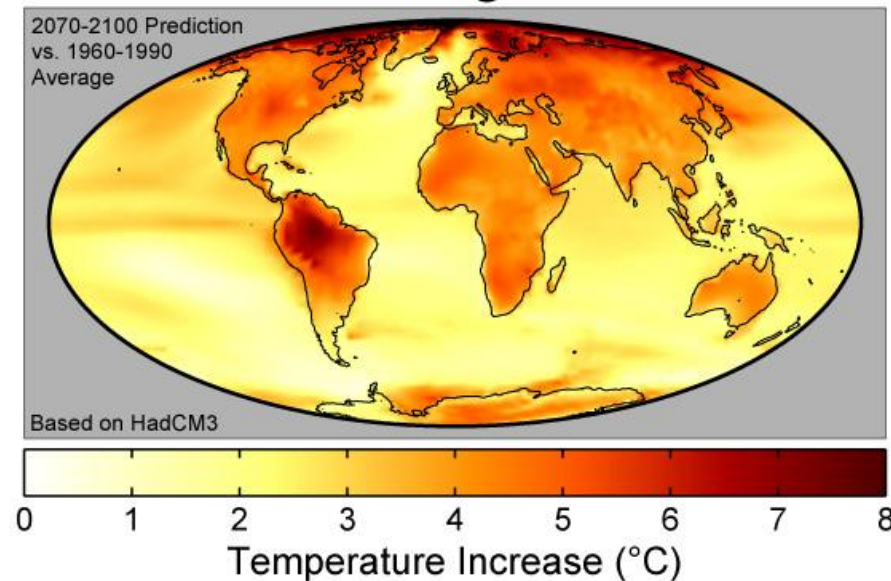 2070-2100 Prediction
vs. 1960-1990
Average
Based on HadCM3
0 1 2 3 4 5 6 7 8
Temperature Increase (°C)